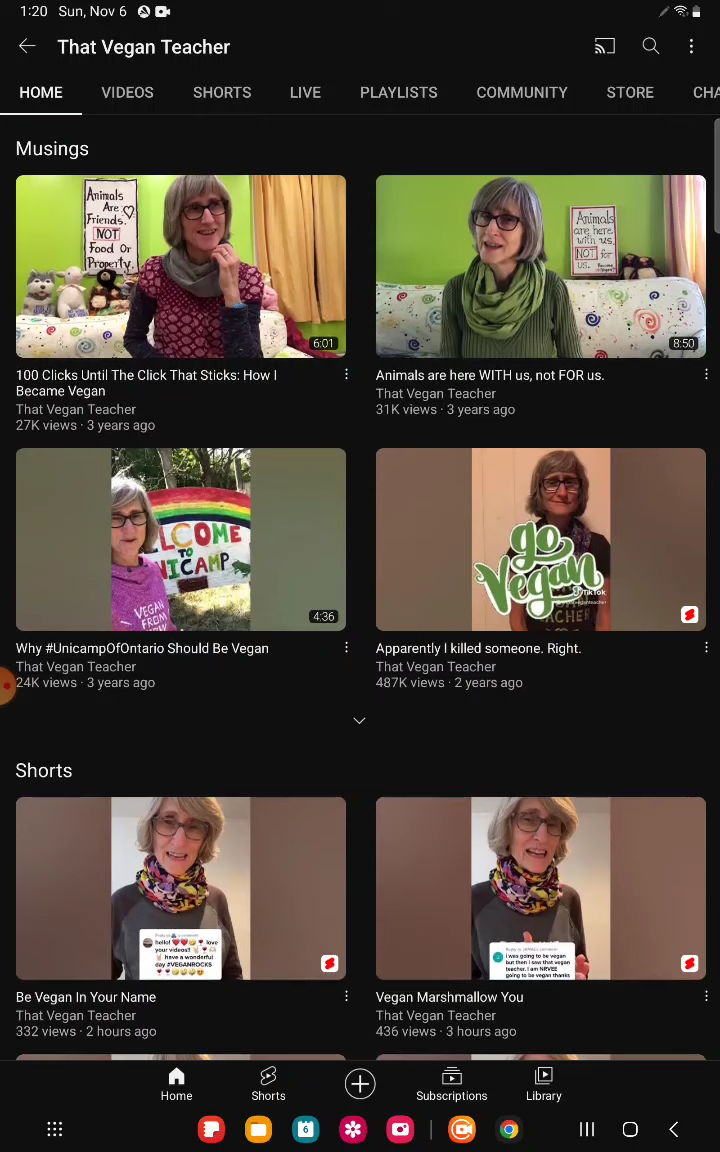 1:20 Sun, Nov 6
That Vegan Teacher
HOME VIDEOS SHORTS LIVE PLAYLISTS COMMUNITY STORE CHA
Musings
Animals
Are
Friends.
NOT
Food Or
Property.
6:01
Animals
are here
with us,
NOT for
us.
8:50
100 Clicks Until The Click That Sticks: How I
Became Vegan
That Vegan Teacher
27K views · 3 years ago
Animals are here WITH us, not FOR us.
That Vegan Teacher
31K views · 3 years ago
LCOME
TO
NICAMP
VEGAN
FROM
4:36
go
Vegan
TikTok
Why #UnicampOfOntario Should Be Vegan
That Vegan Teacher
24K views · 3 years ago
Apparently I killed someone. Right.
That Vegan Teacher
487K views · 2 years ago
Shorts
hello! love
your videos!!
have a wonderful
day #VEGANROCKS
i was going to be vegan
but then I saw that vegan
teacher. I am NRVEE
going to be vegan thanks
Be Vegan In Your Name
That Vegan Teacher
332 views · 2 hours ago
Vegan Marshmallow You
That Vegan Teacher
436 views · 3 hours ago
Home Shorts Subscriptions Library
6